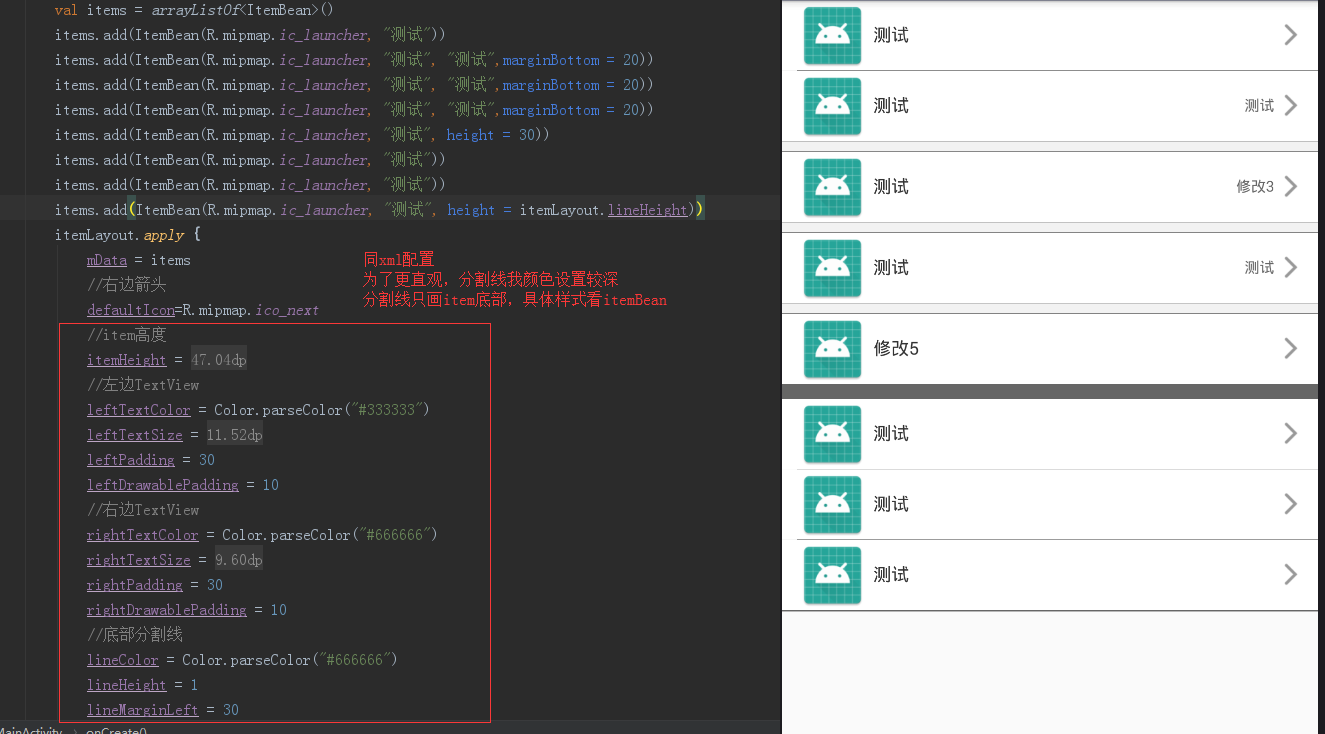 val items = arrayListOf<ItemBean>()
items.add(ItemBean(R.mipmap.ic_launcher, "测试"))
items.add(ItemBean(R.mipmap.ic_launcher, "测试", "测试",marginBottom = 20))
items.add(ItemBean(R.mipmap.ic_launcher, "测试", "测试",marginBottom = 20))
items.add(ItemBean(R.mipmap.ic_launcher, "测试", "测试",marginBottom = 20))
items.add(ItemBean(R.mipmap.ic_launcher, "测试", height = 30))
items.add(ItemBean(R.mipmap.ic_launcher, "测试"))
items.add(ItemBean(R.mipmap.ic_launcher, "测试"))
items.add(ItemBean(R.mipmap.ic_launcher, "测试", height = itemLayout.lineHeight))
itemLayout.apply {
mData = items
//右边箭头
defaultIcon=R.mipmap.ico_next
//item高度
itemHeight = 47.04dp
//左边TextView
leftTextColor = Color.parseColor("#333333")
leftTextSize = 11.52dp
leftPadding = 30
leftDrawablePadding = 10
//右边TextView
rightTextColor = Color.parseColor("#666666")
rightTextSize = 9.60dp
rightPadding = 30
rightDrawablePadding = 10
//底部分割线
lineColor = Color.parseColor("#666666")
lineHeight = 1
lineMarginLeft = 30
MainActivity > onCreate()
同xml配置
为了更直观，分割线我颜色设置较深
分割线只画item底部，具体样式看itemBean
测试
测试 测试
测试 修改3
测试 测试
修改5
测试
测试
测试